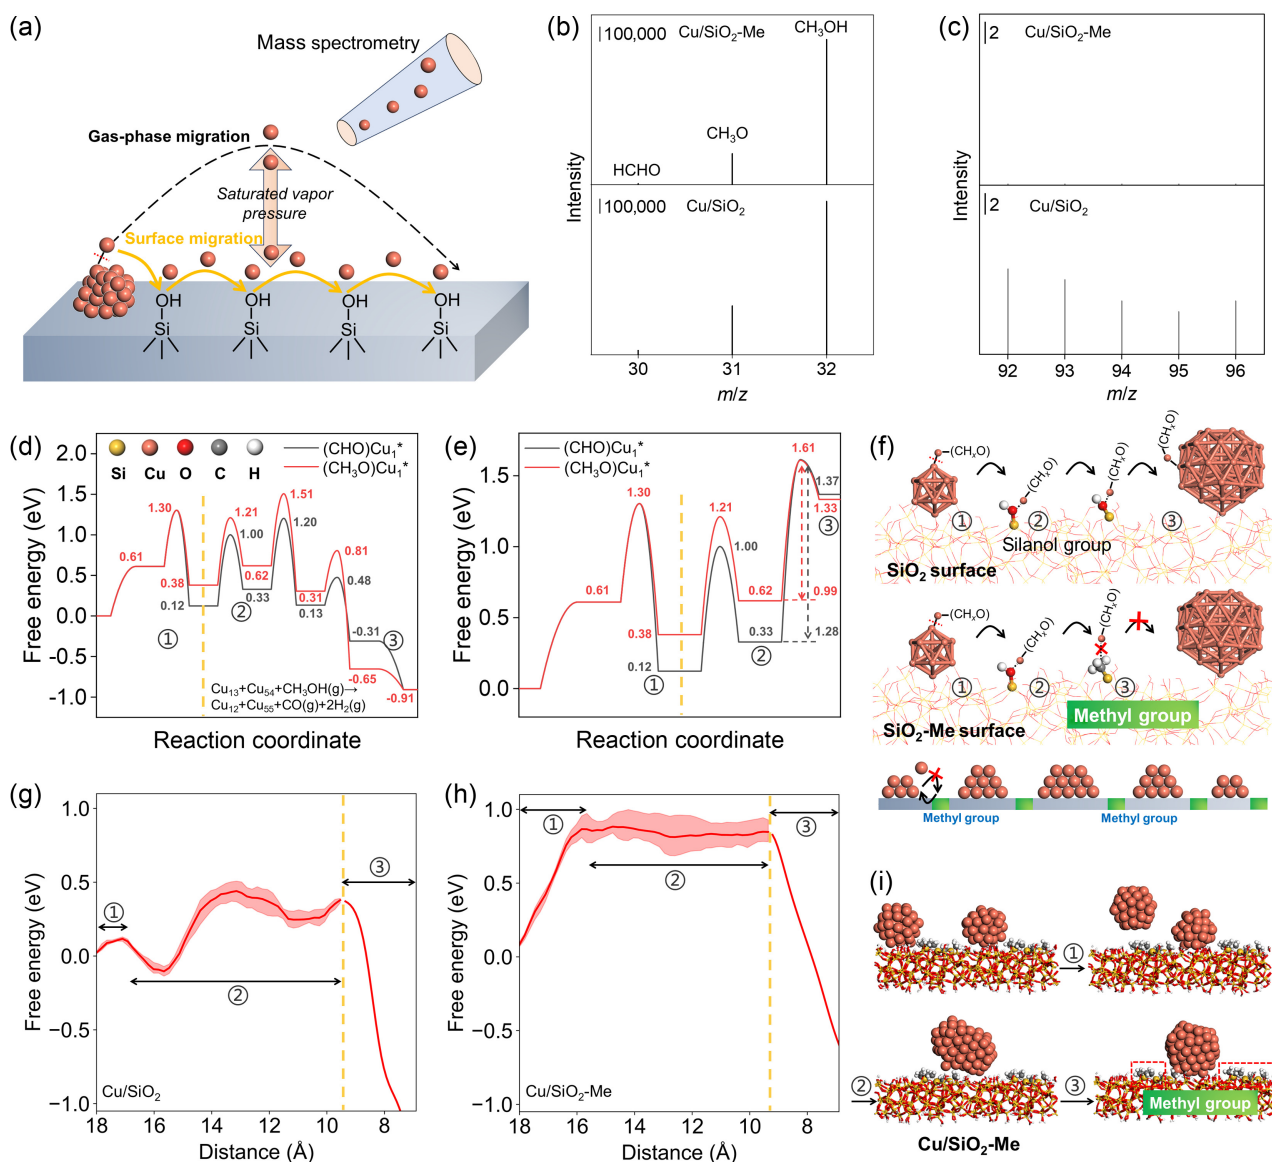 (a)
Mass spectrometry
Gas-phase migration
Saturated vapor
pressure
Surface migration
OH OH OH OH
Si Si Si Si
(b)
100,000 Cu/SiO₂-Me CH₃OH
CH₃O
HCHO
100,000 Cu/SiO₂
Intensity
30 31 32
m/z
(c)
2 Cu/SiO₂-Me
2 Cu/SiO₂
Intensity
92 93 94 95 96
m/z
(d)
Si Cu O C H
(CHO)Cu₁*
(CH₃O)Cu₁*
Free energy (eV)
2.0
1.5
1.0
0.5
0.0
−0.5
−1.0
0.61
1.30
0.38
0.12
1.21
1.00
0.62
0.33
1.51
1.20
0.31
0.13
0.81
0.48
-0.31
-0.65
-0.91
①
②
③
Cu₁₃+Cu₅₄+CH₃OH(g)→
Cu₁₂+Cu₅₅+CO(g)+2H₂(g)
Reaction coordinate
(e)
(CHO)Cu₁*
(CH₃O)Cu₁*
Free energy (eV)
1.5
1.0
0.5
0.0
0.61
1.30
0.38
0.12
1.21
1.00
0.62
0.33
1.61
1.37
1.33
0.99
1.28
①
②
③
Reaction coordinate
(f)
(CHₓO)
(CHₓO)
(CHₓO)
(CHₓO)
① ② ③
Silanol group
SiO₂ surface
(CHₓO)
(CHₓO)
(CHₓO)
① ② ③
Methyl group
SiO₂-Me surface
Methyl group Methyl group
(g)
Free energy (eV)
1.0
0.5
0.0
−0.5
−1.0
①
②
③
Cu/SiO₂
18 16 14 12 10 8
Distance (Å)
(h)
Free energy (eV)
1.0
0.5
0.0
−0.5
−1.0
①
②
③
Cu/SiO₂-Me
18 16 14 12 10 8
Distance (Å)
(i)
①
②
③
Methyl group
Cu/SiO₂-Me